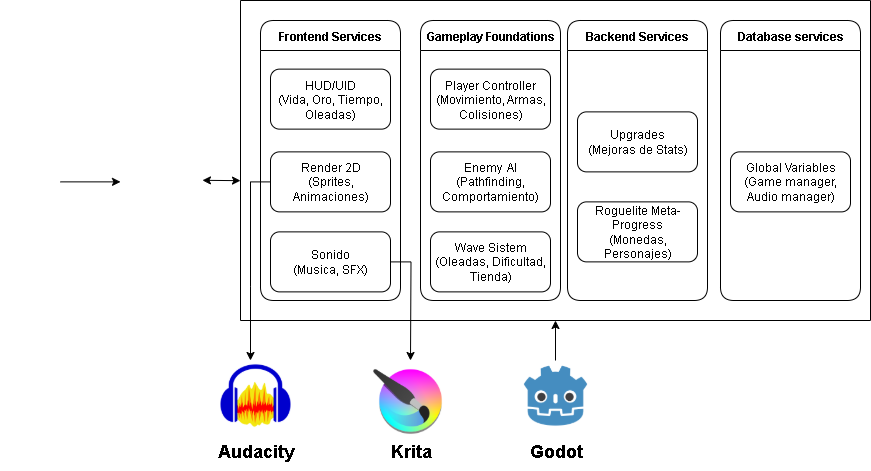 Frontend Services
HUD/UID
(Vida, Oro, Tiempo,
Oleadas)
Render 2D
(Sprites,
Animaciones)
Sonido
(Musica, SFX)
Gameplay Foundations
Player Controller
(Movimiento, Armas,
Colisiones)
Enemy AI
(Pathfinding,
Comportamiento)
Wave Sistem
(Oleadas, Dificultad,
Tienda)
Backend Services
Upgrades
(Mejoras de Stats)
Roguelite Meta-
Progress
(Monedas,
Personajes)
Database services
Global Variables
(Game manager,
Audio manager)
Audacity
Krita
Godot